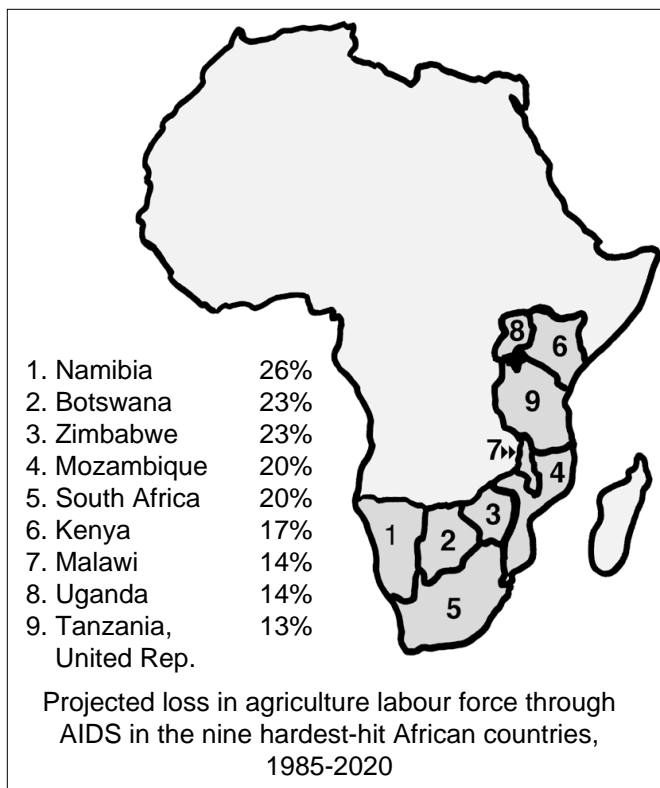 1. Namibia 26%
2. Botswana 23%
3. Zimbabwe 23%
4. Mozambique 20%
5. South Africa 20%
6. Kenya 17%
7. Malawi 14%
8. Uganda 14%
9. Tanzania, 13%
United Rep.
8
6
9
7
4
3
1
2
5
Projected loss in agriculture labour force through
AIDS in the nine hardest-hit African countries,
1985-2020